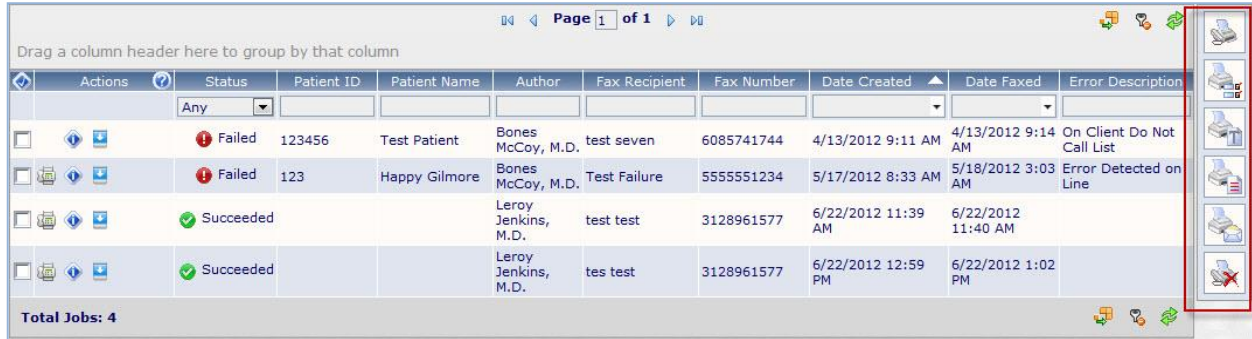 Page 1 of 1
Drag a column header here to group by that column
Actions ? Status Patient ID Patient Name Author Fax Recipient Fax Number Date Created Date Faxed Error Description
Any
Failed 123456 Test Patient Bones McCoy, M.D. test seven 6085741744 4/13/2012 9:11 AM 4/13/2012 9:14 AM On Client Do Not Call List
Failed 123 Happy Gilmore Bones McCoy, M.D. Test Failure 5555551234 5/17/2012 8:33 AM 5/18/2012 3:03 AM Error Detected on Line
Succeeded Leroy Jenkins, M.D. test test 3128961577 6/22/2012 11:39 AM 6/22/2012 11:40 AM
Succeeded Leroy Jenkins, M.D. tes test 3128961577 6/22/2012 12:59 PM 6/22/2012 1:02 PM
Total Jobs: 4